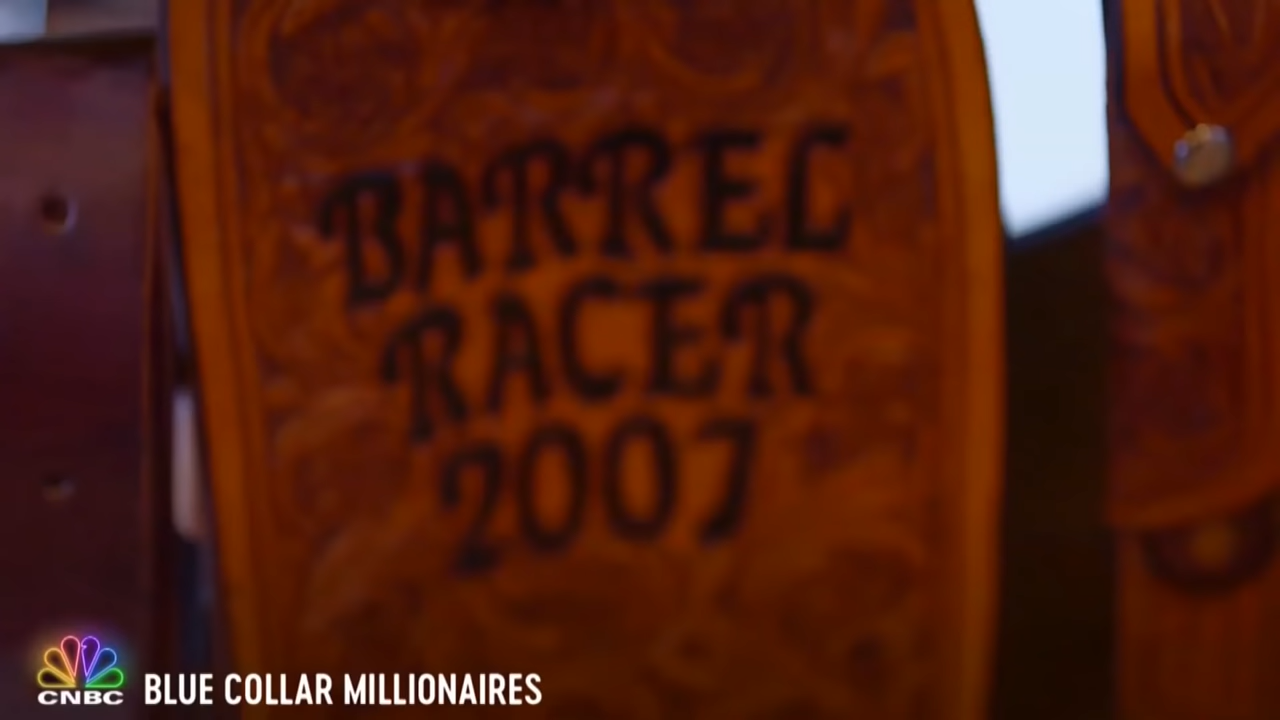 BARREL
RACER
2007
CNBC
BLUE COLLAR MILLIONAIRES